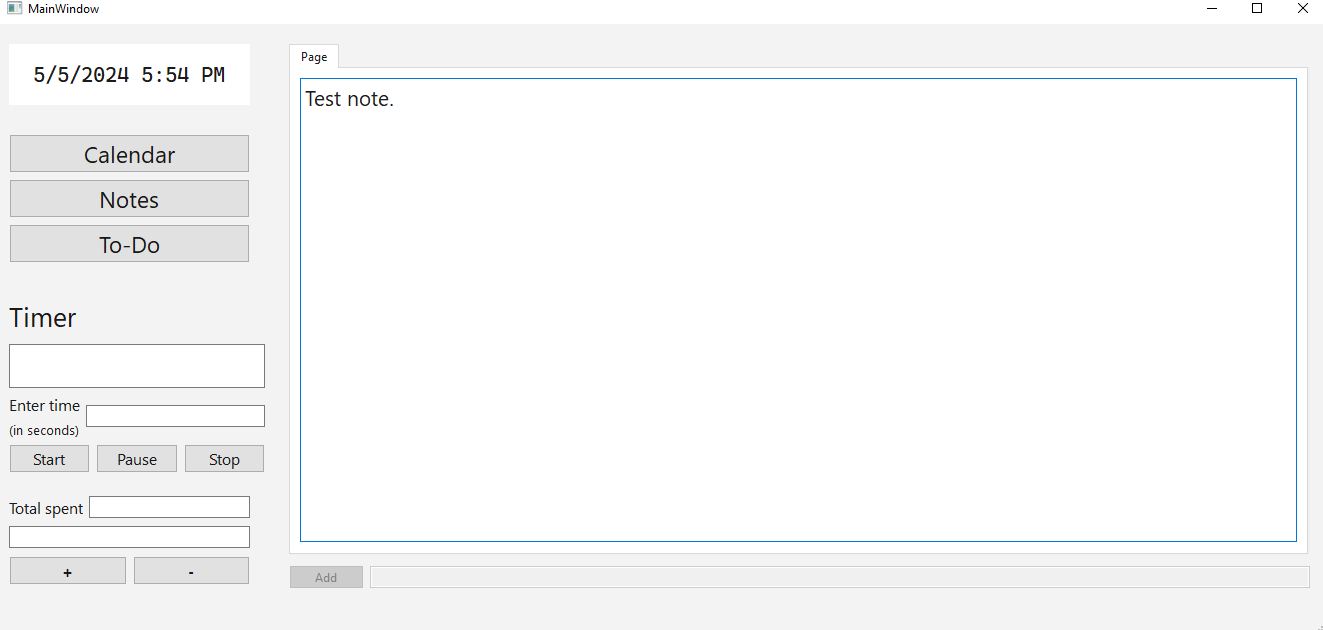 MainWindow
5/5/2024 5:54 PM
Calendar
Notes
To-Do
Timer
Enter time
(in seconds)
Start Pause Stop
Total spent
+ -
Page
Test note.
Add